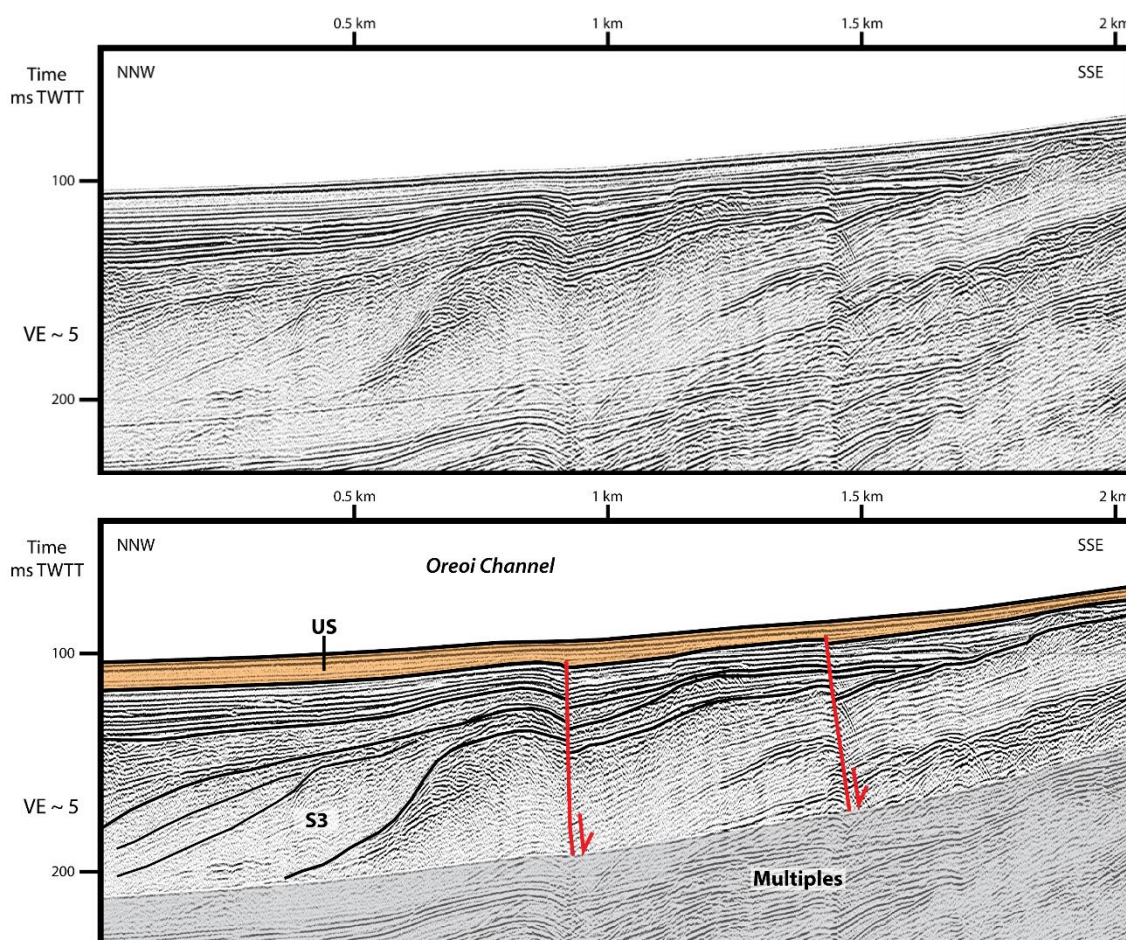 0.5 km 1 km 1.5 km 2 km
Time
ms TWTT
NNW SSE
100
VE ~ 5
200
0.5 km 1 km 1.5 km 2 km
Time
ms TWTT
NNW SSE
Oreoi Channel
US
100
VE ~ 5
S3
200
Multiples